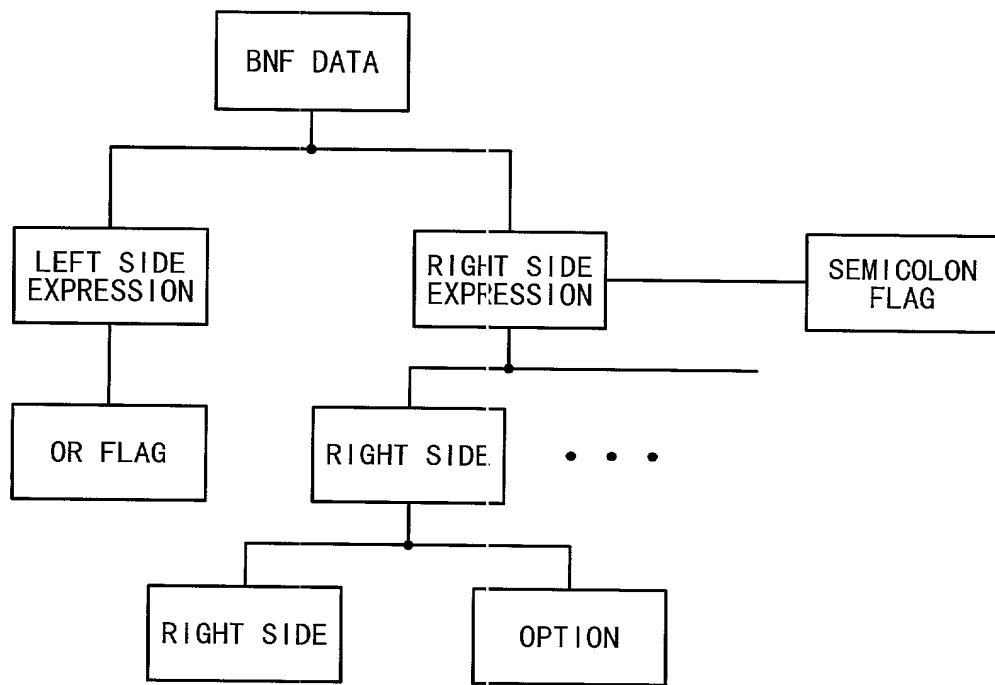 BNF DATA
LEFT SIDE
EXPRESSION
RIGHT SIDE
EXPRESSION
SEMICOLON
FLAG
OR FLAG
RIGHT SIDE
• • •
RIGHT SIDE
OPTION